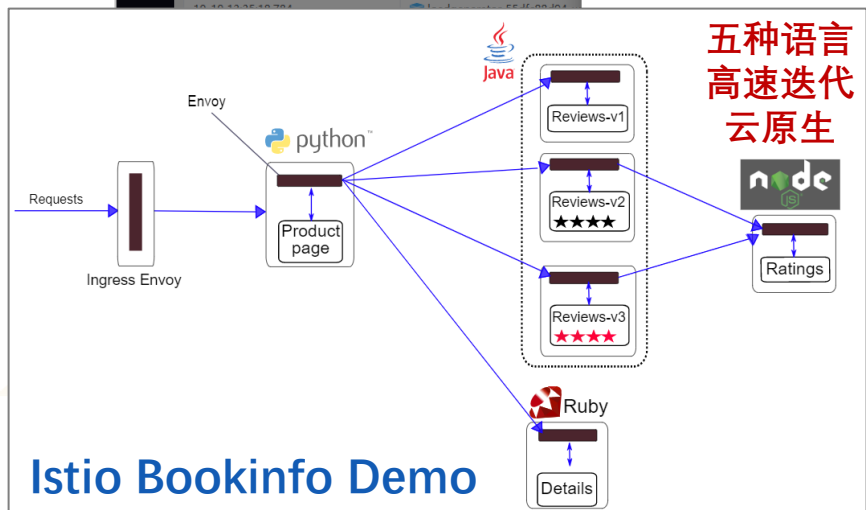 五种语言
高速迭代
云原生
Java
Envoy
python™
Reviews-v1
node
JS
Requests
Product
page
Reviews-v2
★★★★
Ratings
Ingress Envoy
Reviews-v3
★★★★
Ruby
Details
Istio Bookinfo Demo